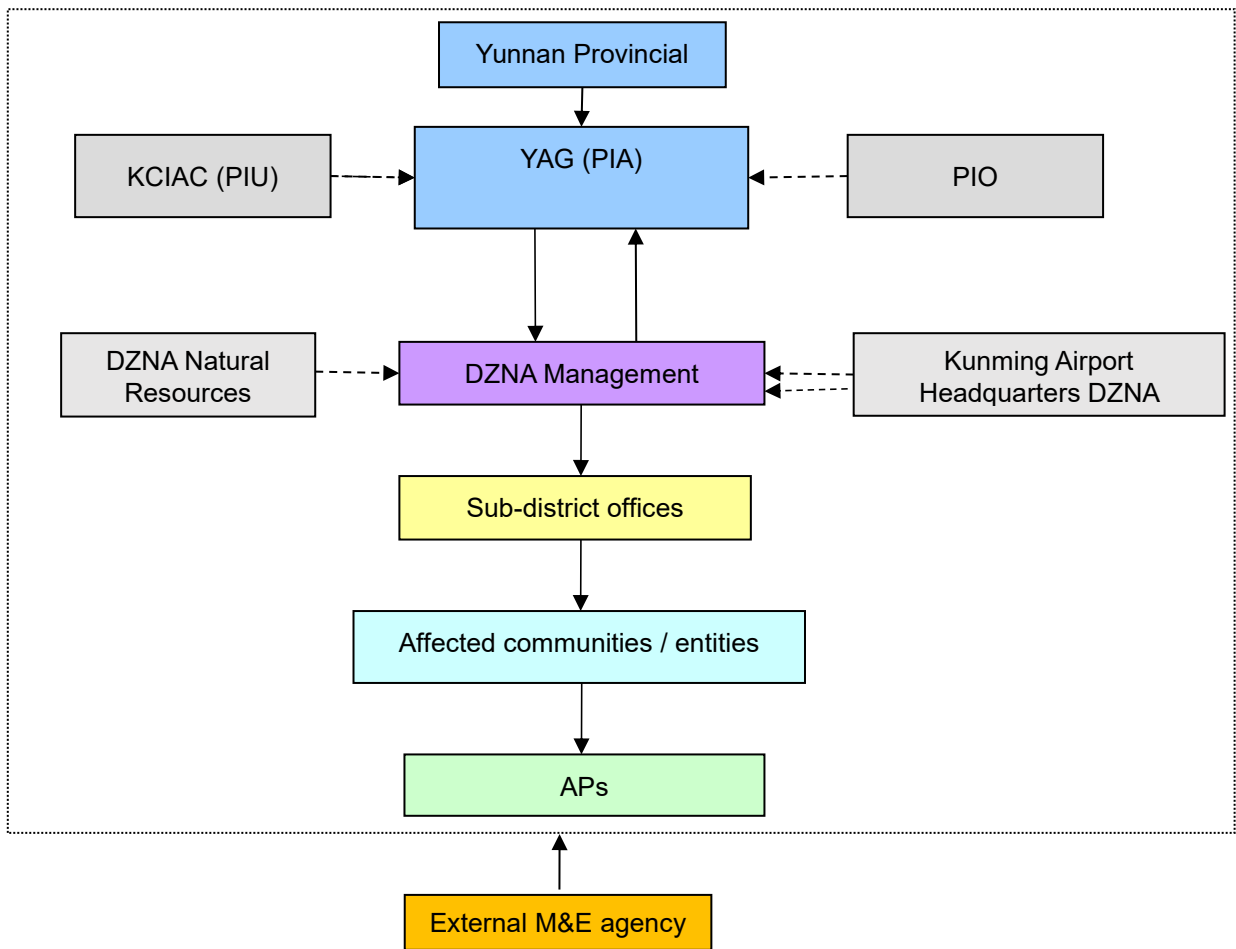 Yunnan Provincial
YAG (PIA)
KCIAC (PIU)
PIO
DZNA Natural
Resources
DZNA Management
Kunming Airport
Headquarters DZNA
Sub-district offices
Affected communities / entities
APs
External M&E agency